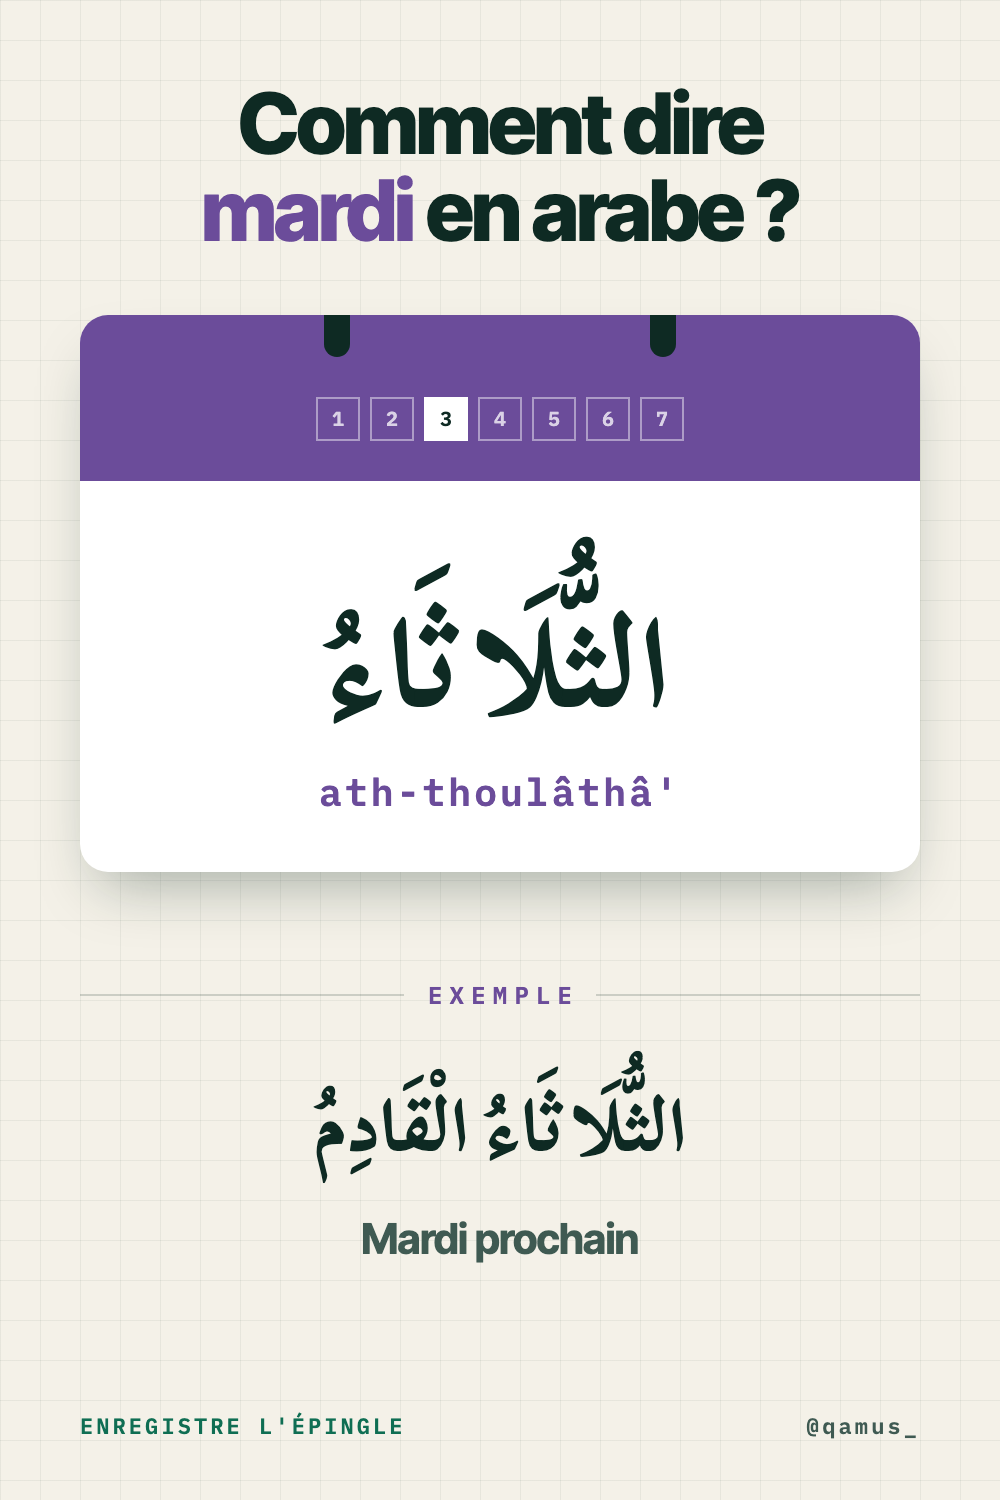 Comment dire
mardi en arabe ?
1 2 3 4 5 6 7
الثُّلَاثَاءُ
ath-thoulâthâ'
EXEMPLE
الثُّلَاثَاءُ الْقَادِمُ
Mardi prochain
ENREGISTRE L'ÉPINGLE
@qamus_